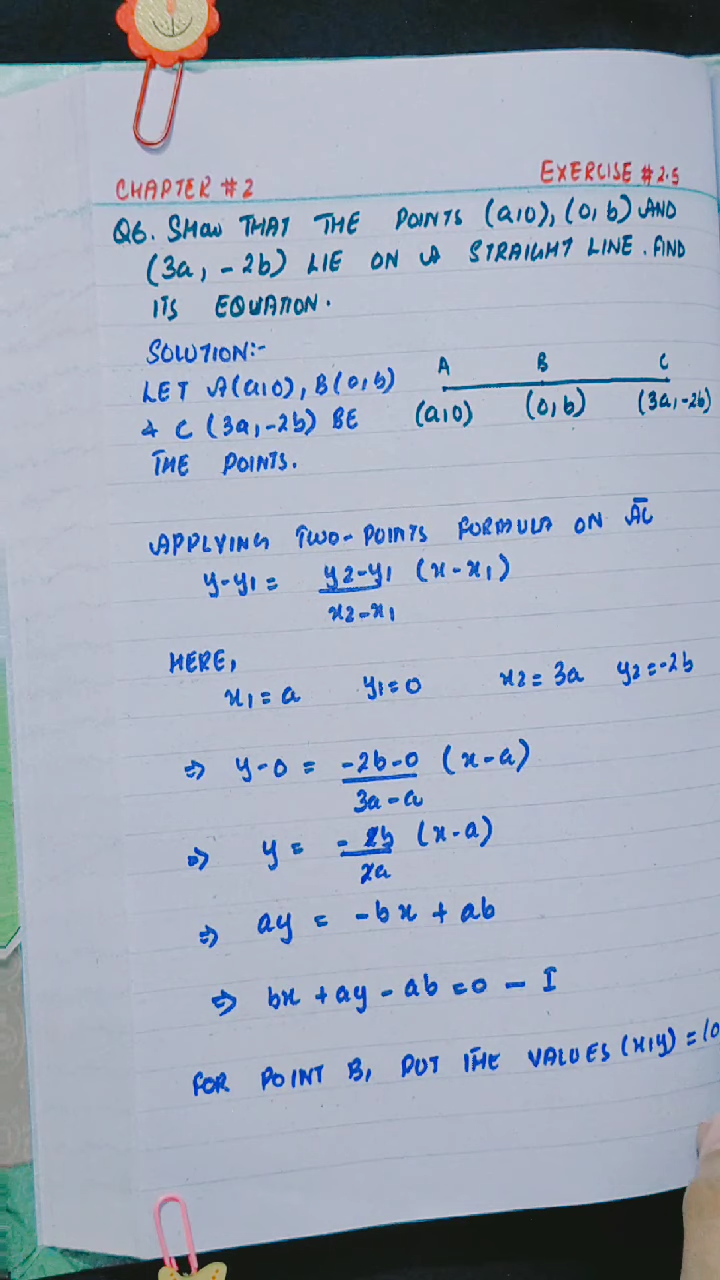 CHAPTER #2 EXERCISE #2.5
Q6. SHOW THAT THE POINTS (a,0), (0,b) AND
(3a, -2b) LIE ON A STRAIGHT LINE. FIND
ITS EQUATION.
SOLUTION:-
LET A(a,0), B(0,b)
& C (3a,-2b) BE
THE POINTS.
A B C
(a,0) (0,b) (3a,-2b)
APPLYING TWO-POINTS FORMULA ON AC̅
y-y1 = y2-y1 (x-x1)
x2-x1
HERE,
x1=a y1=0 x2=3a y2=-2b
⇒ y-0 = -2b-0 (x-a)
3a-a
⇒ y = -2b (x-a)
2a
⇒ ay = -bx + ab
⇒ bx + ay - ab =0 - I
FOR POINT B, PUT THE VALUES (x,y) = (0